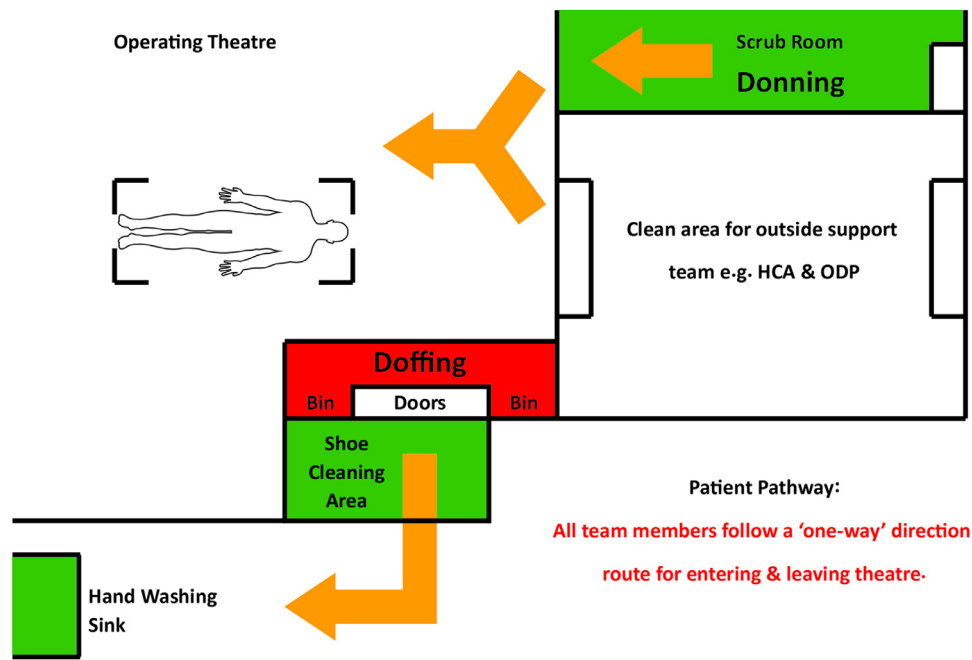 Operating Theatre
Scrub Room
Donning
Clean area for outside support
team e.g. HCA & ODP
Doffing
Bin
Doors
Bin
Shoe
Cleaning
Area
Patient Pathway:
All team members follow a ‘one-way’ direction
route for entering & leaving theatre.
Hand Washing
Sink